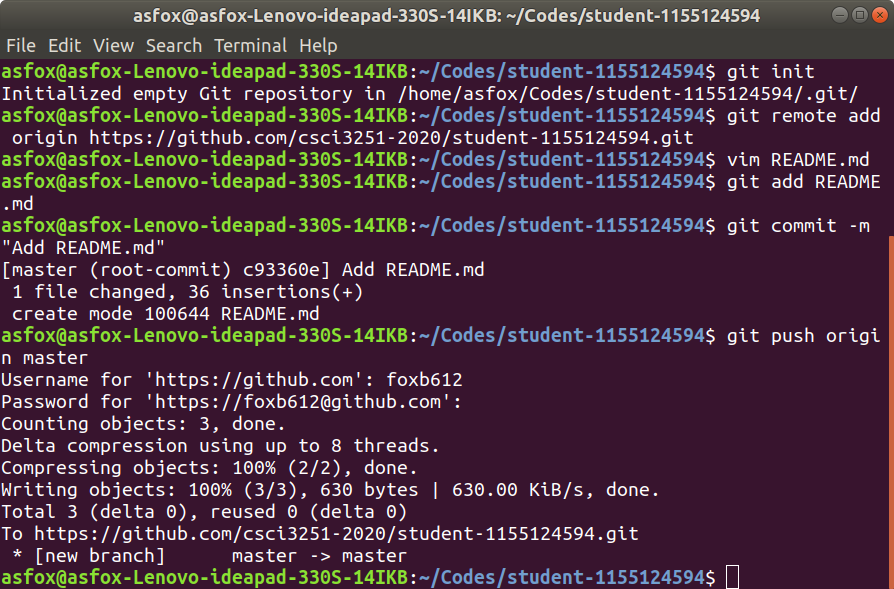 asfox@asfox-Lenovo-ideapad-330S-14IKB: ~/Codes/student-1155124594
File Edit View Search Terminal Help
asfox@asfox-Lenovo-ideapad-330S-14IKB:~/Codes/student-1155124594$ git init
Initialized empty Git repository in /home/asfox/Codes/student-1155124594/.git/
asfox@asfox-Lenovo-ideapad-330S-14IKB:~/Codes/student-1155124594$ git remote add
 origin https://github.com/csci3251-2020/student-1155124594.git
asfox@asfox-Lenovo-ideapad-330S-14IKB:~/Codes/student-1155124594$ vim README.md
asfox@asfox-Lenovo-ideapad-330S-14IKB:~/Codes/student-1155124594$ git add README
.md
asfox@asfox-Lenovo-ideapad-330S-14IKB:~/Codes/student-1155124594$ git commit -m
"Add README.md"
[master (root-commit) c93360e] Add README.md
 1 file changed, 36 insertions(+)
 create mode 100644 README.md
asfox@asfox-Lenovo-ideapad-330S-14IKB:~/Codes/student-1155124594$ git push origi
n master
Username for 'https://github.com': foxb612
Password for 'https://foxb612@github.com':
Counting objects: 3, done.
Delta compression using up to 8 threads.
Compressing objects: 100% (2/2), done.
Writing objects: 100% (3/3), 630 bytes | 630.00 KiB/s, done.
Total 3 (delta 0), reused 0 (delta 0)
To https://github.com/csci3251-2020/student-1155124594.git
 * [new branch]      master -> master
asfox@asfox-Lenovo-ideapad-330S-14IKB:~/Codes/student-1155124594$